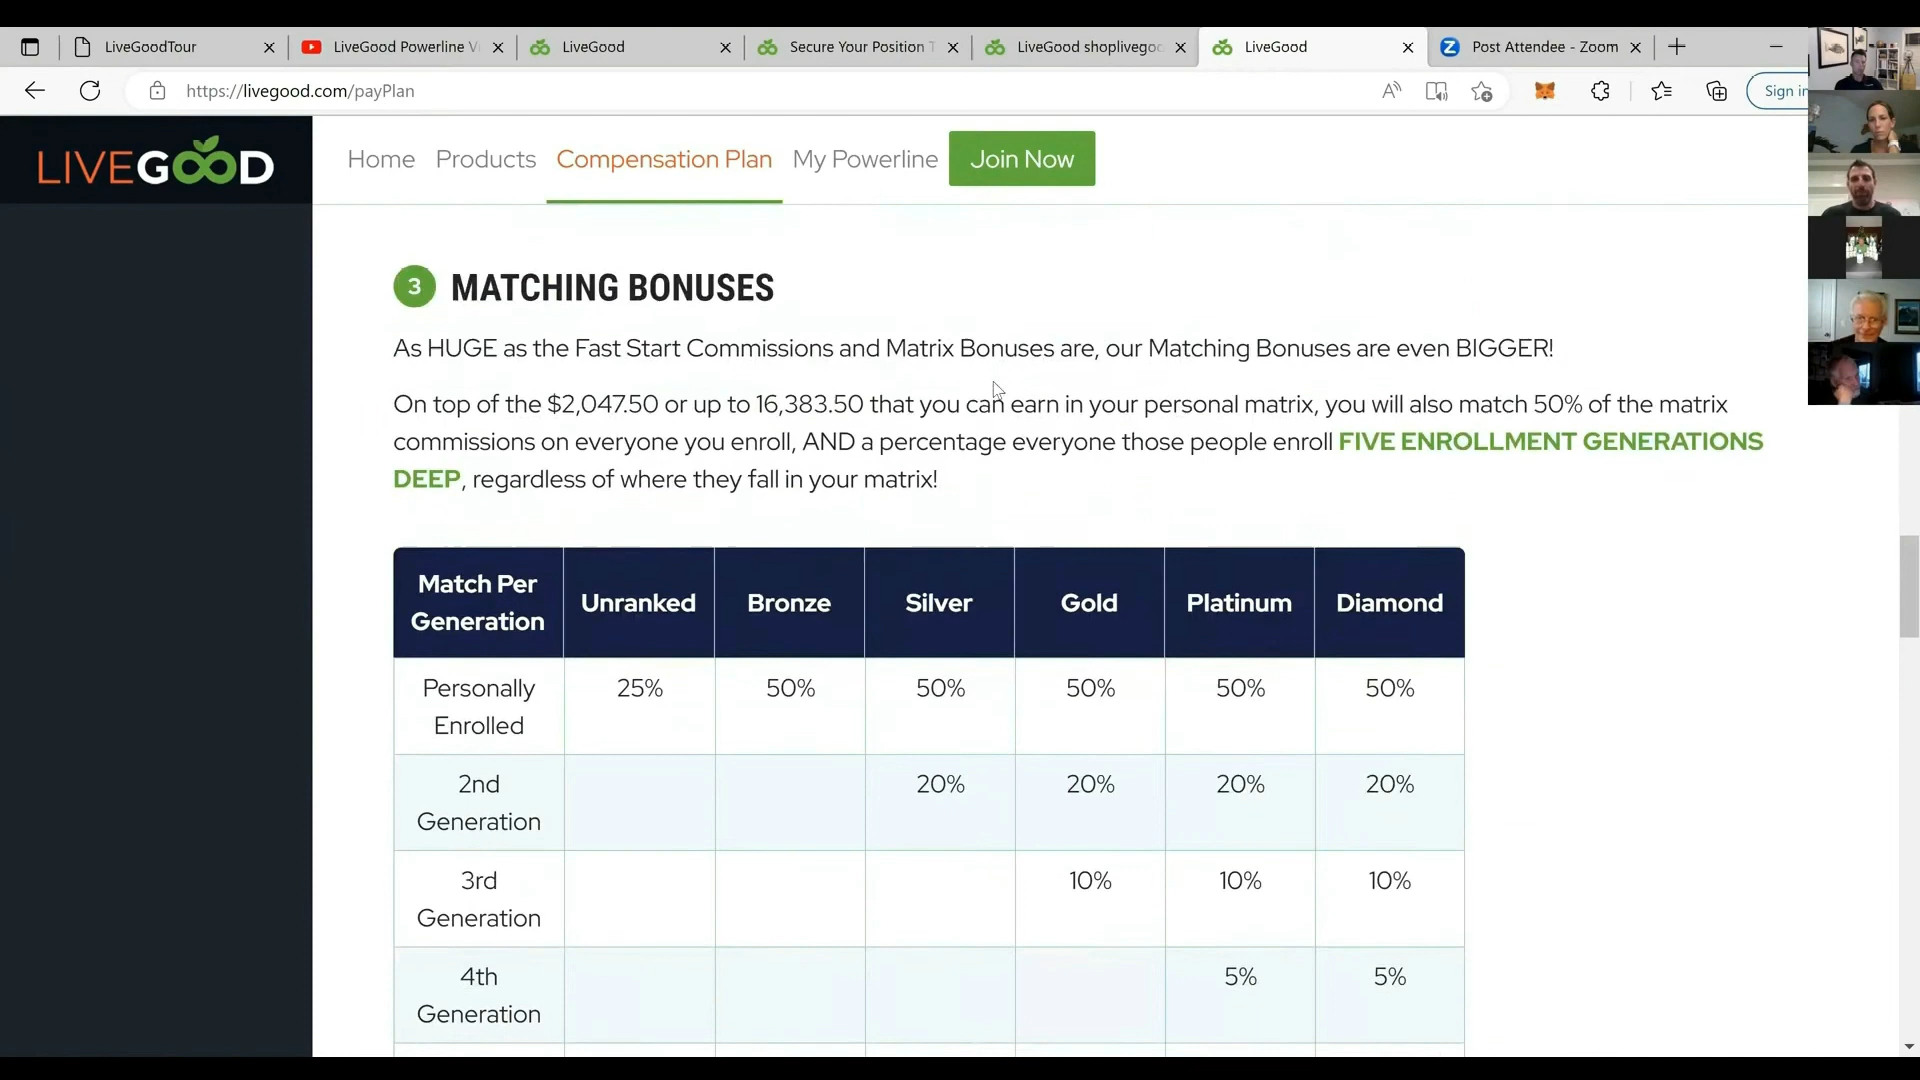 LiveGoodTour
LiveGood Powerline Vi
LiveGood
Secure Your Position T
LiveGood shoplivegoo
LiveGood
Post Attendee - Zoom
https://livegood.com/payPlan
Sign in
LIVEGOOD
Home
Products
Compensation Plan
My Powerline
Join Now
3 MATCHING BONUSES
As HUGE as the Fast Start Commissions and Matrix Bonuses are, our Matching Bonuses are even BIGGER!
On top of the $2,047.50 or up to 16,383.50 that you can earn in your personal matrix, you will also match 50% of the matrix
commissions on everyone you enroll, AND a percentage everyone those people enroll FIVE ENROLLMENT GENERATIONS
DEEP, regardless of where they fall in your matrix!
Match Per
Generation
Unranked
Bronze
Silver
Gold
Platinum
Diamond
Personally
Enrolled
25%
50%
50%
50%
50%
50%
2nd
Generation
20%
20%
20%
20%
3rd
Generation
10%
10%
10%
4th
Generation
5%
5%